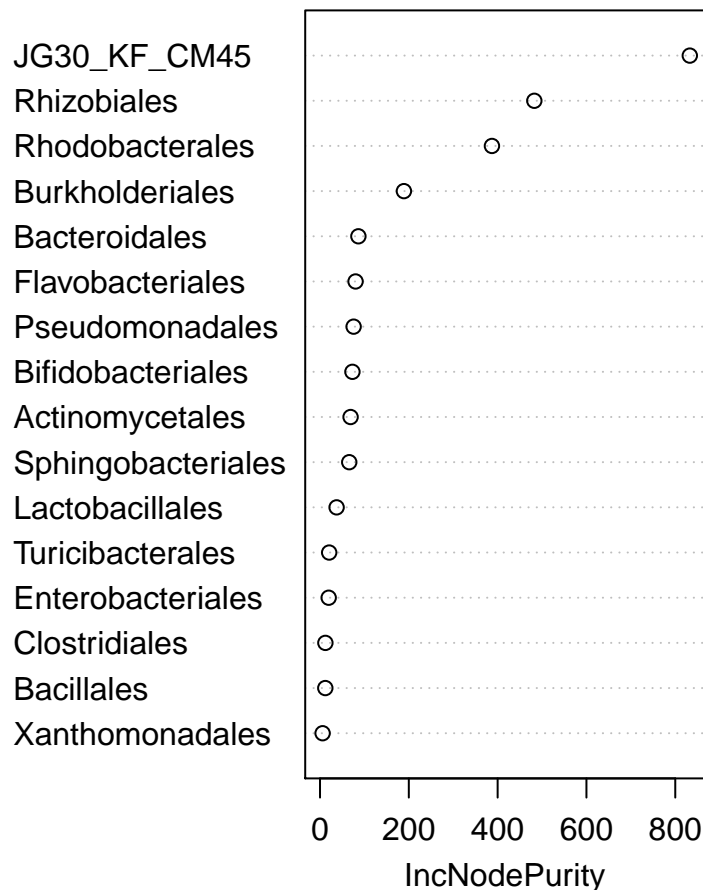 JG30_KF_CM45
Rhizobiales
Rhodobacterales
Burkholderiales
Bacteroidales
Flavobacteriales
Pseudomonadales
Bifidobacteriales
Actinomycetales
Sphingobacteriales
Lactobacillales
Turicibacterales
Enterobacteriales
Clostridiales
Bacillales
Xanthomonadales
0 200 400 600 800
IncNodePurity